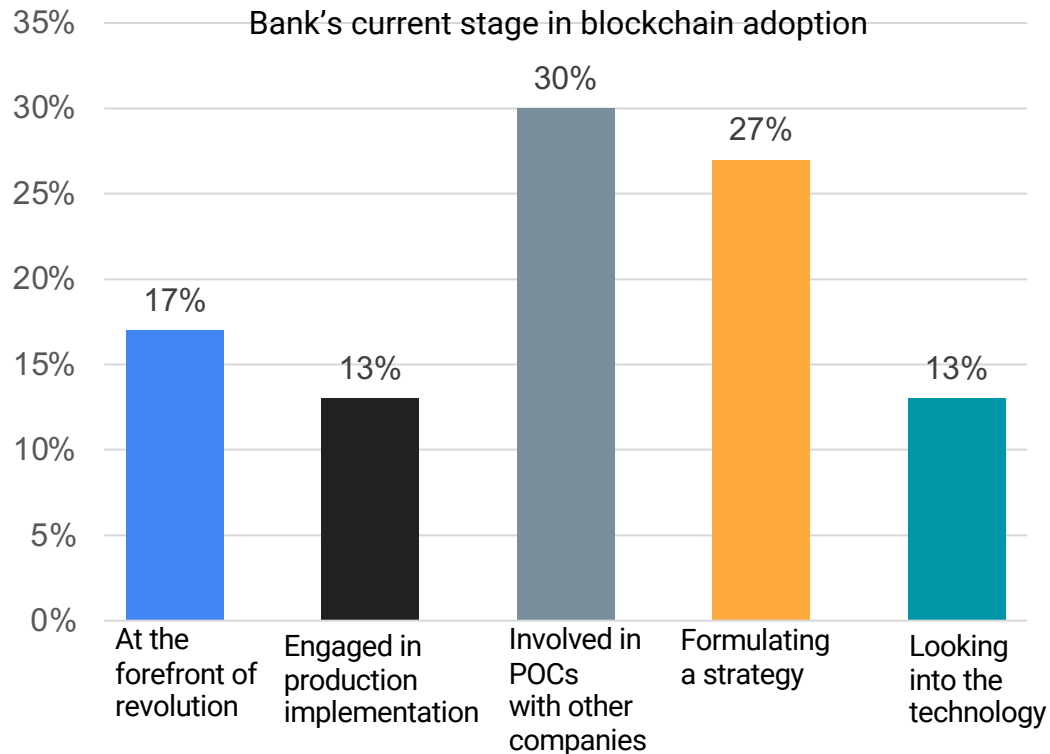 35%
Bank’s current stage in blockchain adoption
30%
30%
27%
25%
20%
17%
15%
13%
13%
10%
5%
0%
At the
forefront of
revolution
Engaged in
production
implementation
Involved in
POCs
with other
companies
Formulating
a strategy
Looking
into the
technology